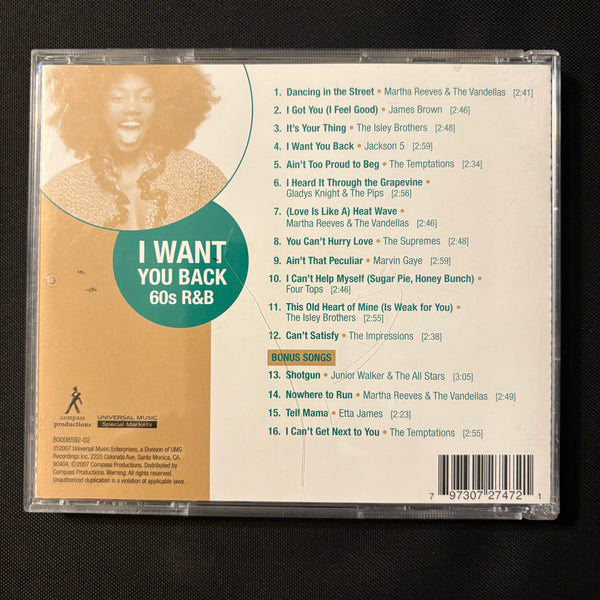 1. Dancing in the Street • Martha Reeves & The Vandellas [2:41]
2. I Got You (I Feel Good) • James Brown [2:46]
3. It's Your Thing • The Isley Brothers [2:48]
4. I Want You Back • Jackson 5 [2:59]
5. Ain't Too Proud to Beg • The Temptations [2:34]
6. I Heard It Through the Grapevine •
Gladys Knight & The Pips [2:56]
7. (Love Is Like A) Heat Wave •
Martha Reeves & The Vandellas [2:46]
8. You Can't Hurry Love • The Supremes [2:48]
9. Ain't That Peculiar • Marvin Gaye [2:59]
10. I Can't Help Myself (Sugar Pie, Honey Bunch) •
Four Tops [2:46]
11. This Old Heart of Mine (Is Weak for You) •
The Isley Brothers [2:55]
12. Can't Satisfy • The Impressions [2:38]
BONUS SONGS
13. Shotgun • Junior Walker & The All Stars [3:05]
14. Nowhere to Run • Martha Reeves & The Vandellas [2:49]
15. Tell Mama • Etta James [2:23]
16. I Can't Get Next to You • The Temptations [2:55]
I WANT
YOU BACK
60s R&B
compass
productions
UNIVERSAL MUSIC
Special Markets
B0008592-02
©2007 Universal Music Enterprises, a Division of UMG
Recordings Inc. 2220 Colorado Ave, Santa Monica, CA.
90404. ©2007 Compass Productions. Distributed by
Compass Productions. Warning: All rights reserved.
Unauthorized duplication is a violation of applicable laws.
7 97307 27472 1